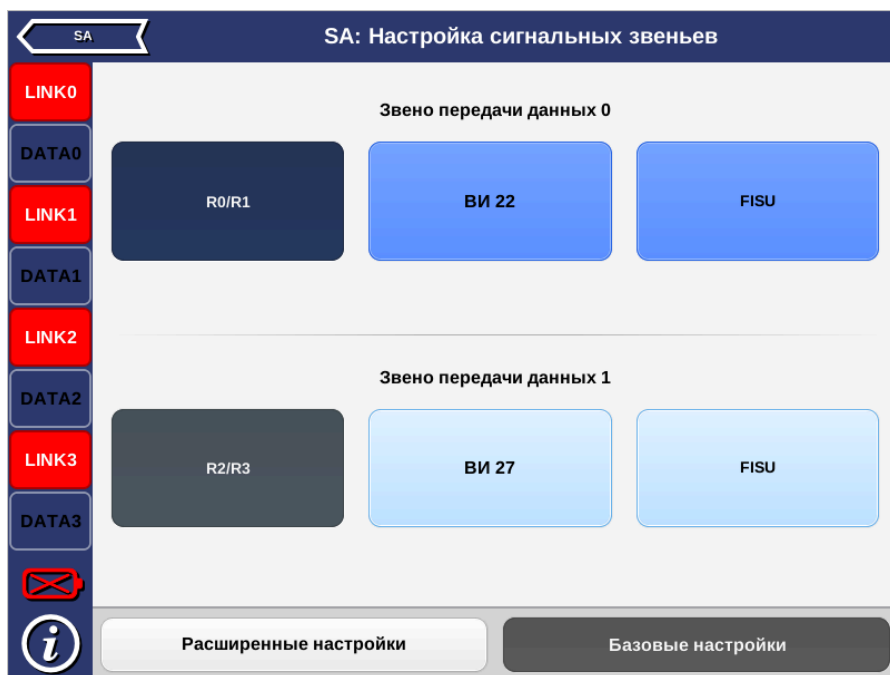 SA
SA: Настройка сигнальных звеньев
LINK0
DATA0
LINK1
DATA1
LINK2
DATA2
LINK3
DATA3
Звено передачи данных 0
R0/R1
ВИ 22
FISU
Звено передачи данных 1
R2/R3
ВИ 27
FISU
i
Расширенные настройки
Базовые настройки